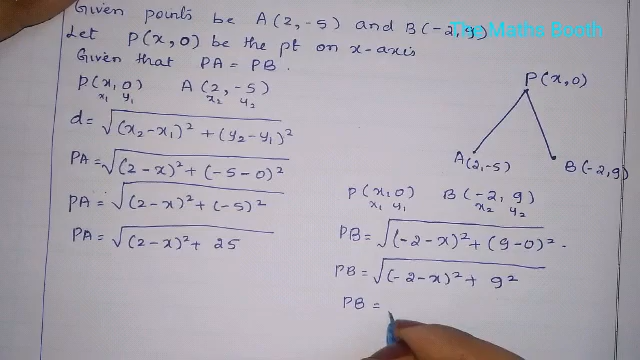 Given points be A(2,-5) and B(-2,9)
The Maths Booth
Let P(x,0) be the pt on x-axis
Given that PA = PB.
P(x,0) A(2,-5)
x₁ y₁ x₂ y₂
d = √(x₂-x₁)² + (y₂-y₁)²
PA = √(2-x)² + (-5-0)²
PA = √(2-x)² + (-5)²
PA = √(2-x)² + 25
P(x,0)
A(2,-5) B(-2,9)
P(x,0) B(-2,9)
x₁ y₁ x₂ y₂
PB = √(-2-x)² + (9-0)² -
PB = √(-2-x)² + 9²
PB =